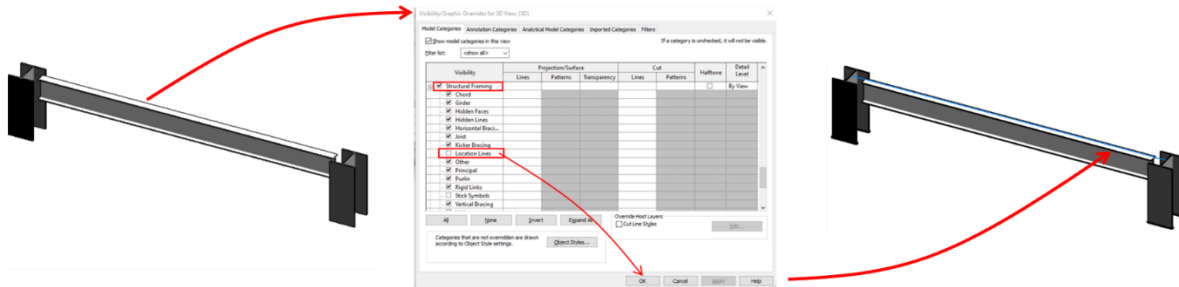 Visibility/Graphic Overrides for 3D View: {3D}
Model Categories Annotation Categories Analytical Model Categories Imported Categories Filters
Show model categories in this view
If a category is unchecked, it will not be visible.
Filter list: <show all>
Visibility Projection/Surface Cut Halftone Detail Level
Lines Patterns Transparency Lines Patterns
Structural Framing By View
Chord
Girder
Hidden Faces
Hidden Lines
Horizontal Braci...
Joist
Kicker Bracing
Location Lines
Other
Principal
Purlin
Rigid Links
Stick Symbols
Vertical Bracing
All None Invert Expand All
Override Host Layers
Cut Line Styles
Edit...
Categories that are not overridden are drawn
according to Object Style settings.
Object Styles...
OK Cancel Apply Help